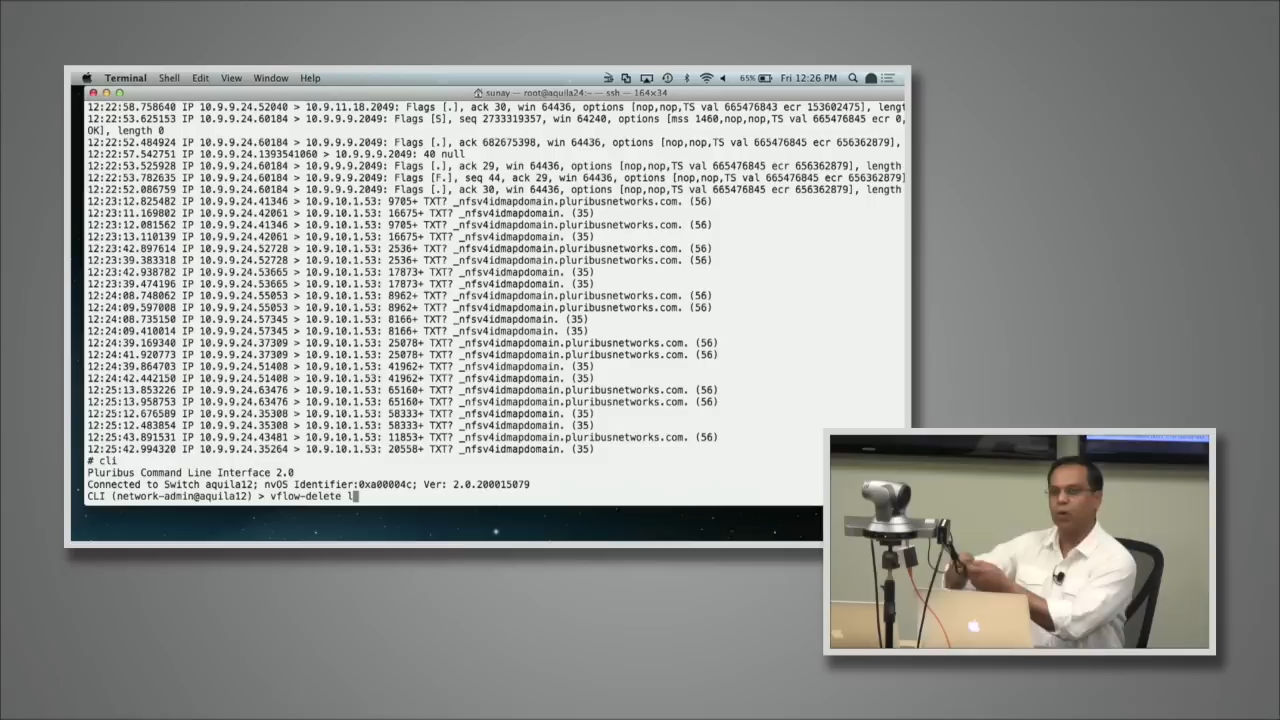 Terminal Shell Edit View Window Help 65% Fri 12:26 PM
sunay — root@aquila24:~ — ssh — 164×34
12:22:58.758640 IP 10.9.9.24.52040 > 10.9.11.18.2049: Flags [.], ack 30, win 64436, options [nop,nop,TS val 665476843 ecr 153602475], lengt
12:22:53.625153 IP 10.9.9.24.60184 > 10.9.9.9.2049: Flags [S], seq 2733319357, win 64240, options [mss 1460,nop,nop,TS val 665476845 ecr 0,
OK], length 0
12:22:52.484924 IP 10.9.9.24.60184 > 10.9.9.9.2049: Flags [.], ack 682675398, win 64436, options [nop,nop,TS val 665476845 ecr 656362879],
12:22:57.542751 IP 10.9.9.24.1393541060 > 10.9.9.9.2049: 40 null
12:22:53.525928 IP 10.9.9.24.60184 > 10.9.9.9.2049: Flags [.], ack 29, win 64436, options [nop,nop,TS val 665476845 ecr 656362879], length
12:22:53.782635 IP 10.9.9.24.60184 > 10.9.9.9.2049: Flags [F.], seq 44, ack 29, win 64436, options [nop,nop,TS val 665476845 ecr 656362879]
12:22:52.086759 IP 10.9.9.24.60184 > 10.9.9.9.2049: Flags [.], ack 30, win 64436, options [nop,nop,TS val 665476845 ecr 656362879], length
12:23:12.825482 IP 10.9.9.24.41346 > 10.9.10.1.53: 9705+ TXT? _nfsv4idmapdomain.pluribusnetworks.com. (56)
12:23:11.169802 IP 10.9.9.24.42061 > 10.9.10.1.53: 16675+ TXT? _nfsv4idmapdomain. (35)
12:23:12.081562 IP 10.9.9.24.41346 > 10.9.10.1.53: 9705+ TXT? _nfsv4idmapdomain.pluribusnetworks.com. (56)
12:23:13.110139 IP 10.9.9.24.42061 > 10.9.10.1.53: 16675+ TXT? _nfsv4idmapdomain. (35)
12:23:42.897614 IP 10.9.9.24.52728 > 10.9.10.1.53: 2536+ TXT? _nfsv4idmapdomain.pluribusnetworks.com. (56)
12:23:39.383318 IP 10.9.9.24.52728 > 10.9.10.1.53: 2536+ TXT? _nfsv4idmapdomain.pluribusnetworks.com. (56)
12:23:42.938782 IP 10.9.9.24.53665 > 10.9.10.1.53: 17873+ TXT? _nfsv4idmapdomain. (35)
12:23:39.474196 IP 10.9.9.24.53665 > 10.9.10.1.53: 17873+ TXT? _nfsv4idmapdomain. (35)
12:24:08.748062 IP 10.9.9.24.55053 > 10.9.10.1.53: 8962+ TXT? _nfsv4idmapdomain.pluribusnetworks.com. (56)
12:24:09.597008 IP 10.9.9.24.55053 > 10.9.10.1.53: 8962+ TXT? _nfsv4idmapdomain.pluribusnetworks.com. (56)
12:24:08.735150 IP 10.9.9.24.57345 > 10.9.10.1.53: 8166+ TXT? _nfsv4idmapdomain. (35)
12:24:09.410014 IP 10.9.9.24.57345 > 10.9.10.1.53: 8166+ TXT? _nfsv4idmapdomain. (35)
12:24:39.169340 IP 10.9.9.24.37309 > 10.9.10.1.53: 25078+ TXT? _nfsv4idmapdomain.pluribusnetworks.com. (56)
12:24:41.920773 IP 10.9.9.24.37309 > 10.9.10.1.53: 25078+ TXT? _nfsv4idmapdomain.pluribusnetworks.com. (56)
12:24:39.864703 IP 10.9.9.24.51408 > 10.9.10.1.53: 41962+ TXT? _nfsv4idmapdomain. (35)
12:24:42.442150 IP 10.9.9.24.51408 > 10.9.10.1.53: 41962+ TXT? _nfsv4idmapdomain. (35)
12:25:13.853226 IP 10.9.9.24.63476 > 10.9.10.1.53: 65160+ TXT? _nfsv4idmapdomain.pluribusnetworks.com. (56)
12:25:13.958753 IP 10.9.9.24.63476 > 10.9.10.1.53: 65160+ TXT? _nfsv4idmapdomain.pluribusnetworks.com. (56)
12:25:12.676589 IP 10.9.9.24.35308 > 10.9.10.1.53: 58333+ TXT? _nfsv4idmapdomain. (35)
12:25:12.483854 IP 10.9.9.24.35308 > 10.9.10.1.53: 58333+ TXT? _nfsv4idmapdomain. (35)
12:25:43.891531 IP 10.9.9.24.43481 > 10.9.10.1.53: 11853+ TXT? _nfsv4idmapdomain.pluribusnetworks.com. (56)
12:25:42.994320 IP 10.9.9.24.35264 > 10.9.10.1.53: 20558+ TXT? _nfsv4idmapdomain. (35)
# cli
Pluribus Command Line Interface 2.0
Connected to Switch aquila12; nvOS Identifier:0xa00004c; Ver: 2.0.200015079
CLI (network-admin@aquila12) > vflow-delete l